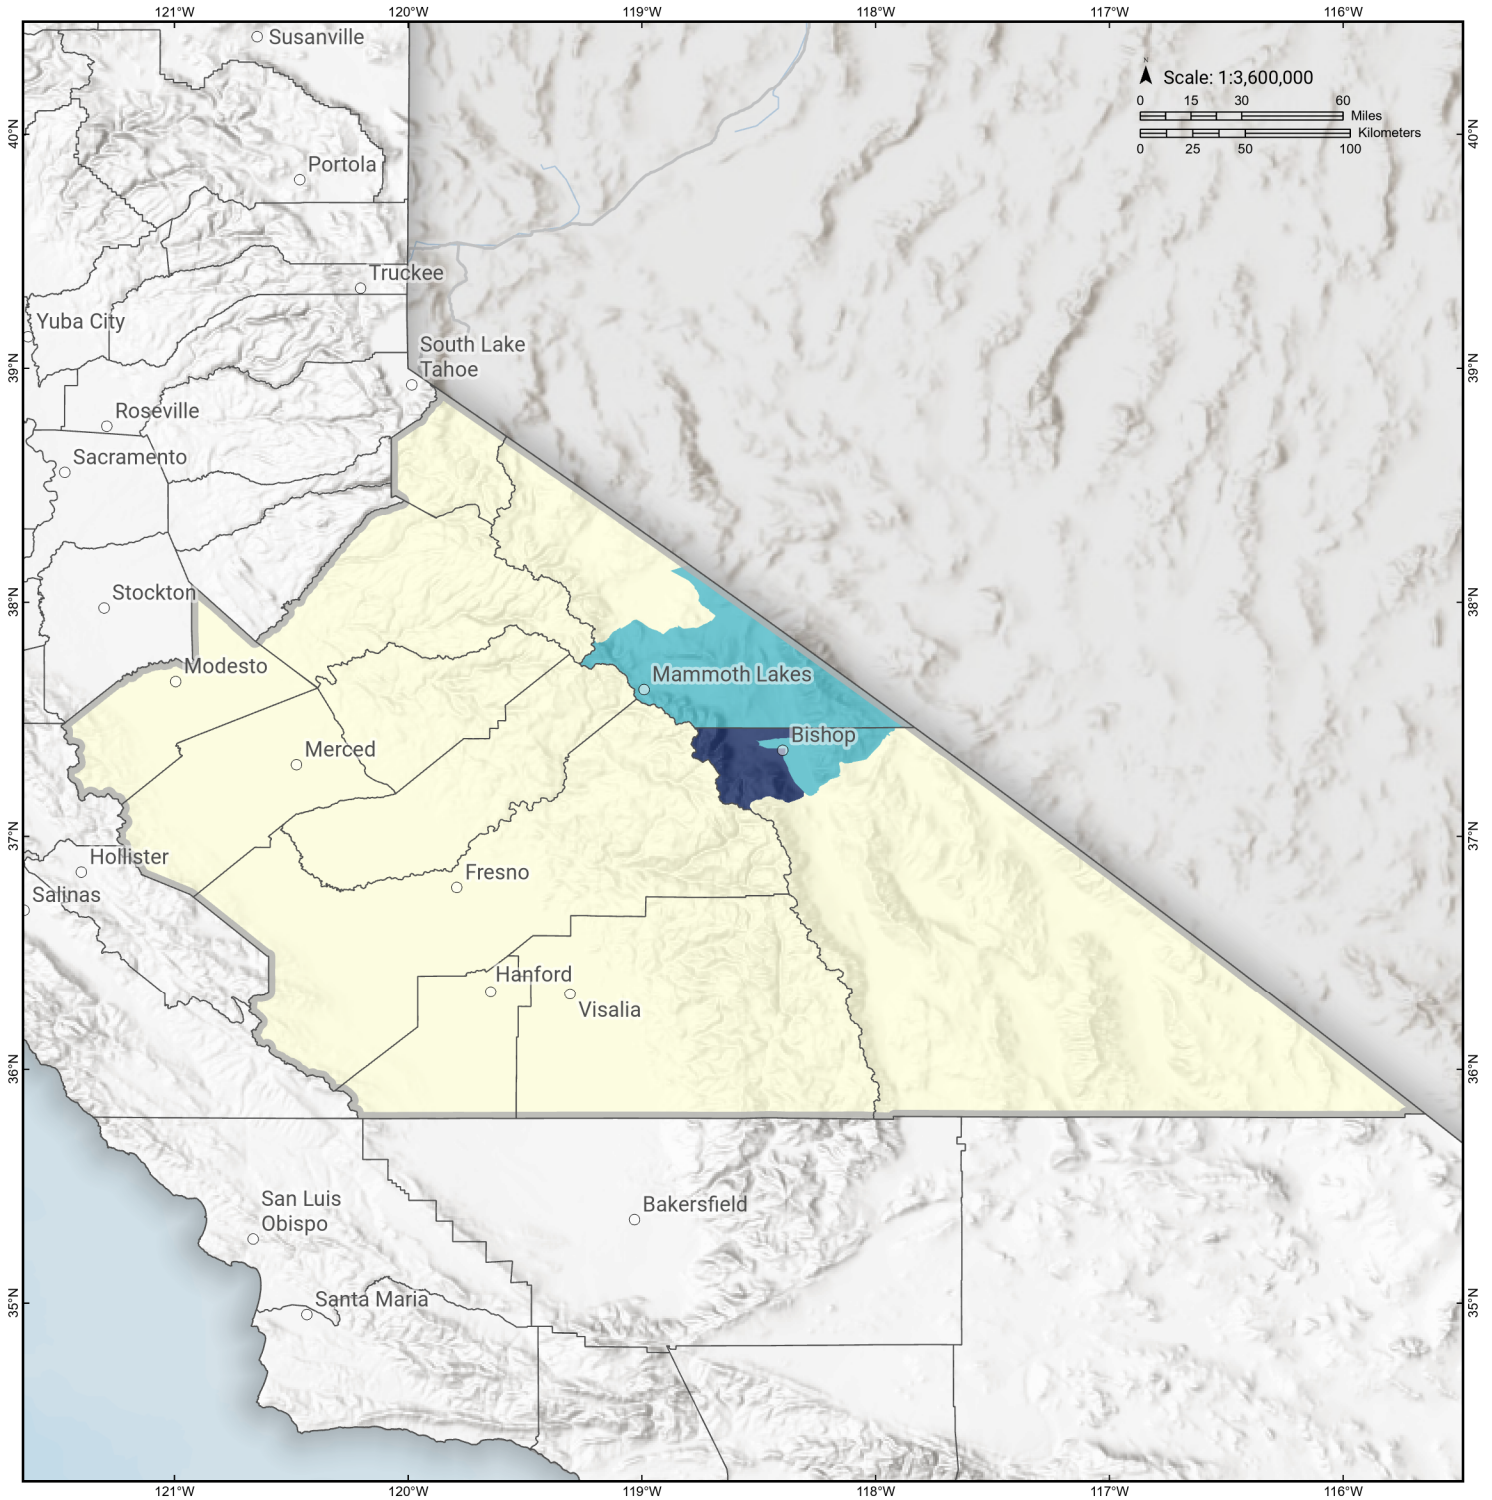 121°W 120°W 119°W 118°W 117°W 116°W
Susanville
N
Scale: 1:3,600,000
0 15 30 60
Miles
Kilometers
0 25 50 100
40°N 40°N
Portola
Truckee
Yuba City
South Lake
Tahoe
39°N 39°N
Roseville
Sacramento
Stockton
38°N 38°N
Modesto
Mammoth Lakes
Bishop
Merced
37°N 37°N
Hollister
Fresno
Salinas
Hanford
Visalia
36°N 36°N
San Luis
Obispo
Bakersfield
Santa Maria
35°N 35°N
121°W 120°W 119°W 118°W 117°W 116°W